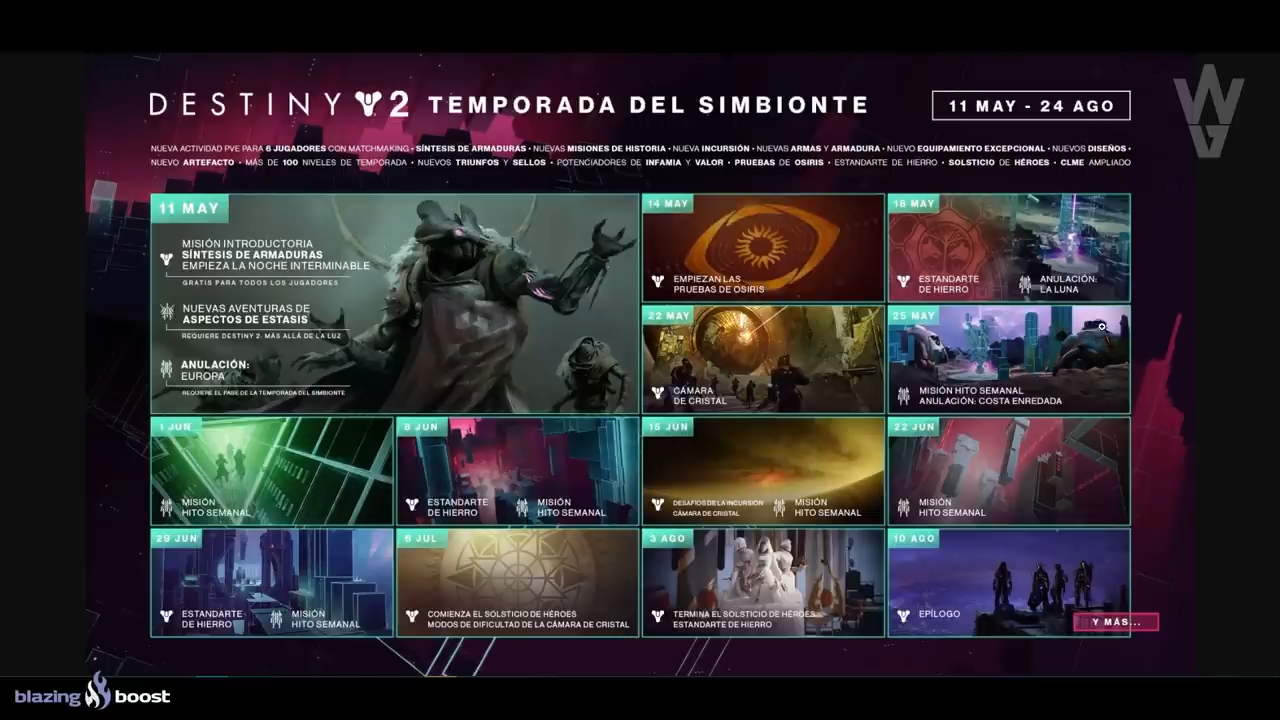 DESTINY 2 TEMPORADA DEL SIMBIONTE
11 MAY - 24 AGO
NUEVA ACTIVIDAD PVE PARA 6 JUGADORES CON MATCHMAKING • SÍNTESIS DE ARMADURAS • NUEVAS MISIONES DE HISTORIA • NUEVA INCURSIÓN • NUEVAS ARMAS Y ARMADURA • NUEVO EQUIPAMIENTO EXCEPCIONAL • NUEVOS DISEÑOS •
NUEVO ARTEFACTO • MÁS DE 100 NIVELES DE TEMPORADA • NUEVOS TRIUNFOS Y SELLOS • POTENCIADORES DE INFAMIA Y VALOR • PRUEBAS DE OSIRIS • ESTANDARTE DE HIERRO • SOLSTICIO DE HÉROES • CLME AMPLIADO
11 MAY
MISIÓN INTRODUCTORIA
SÍNTESIS DE ARMADURAS
EMPIEZA LA NOCHE INTERMINABLE
GRATIS PARA TODOS LOS JUGADORES
NUEVAS AVENTURAS DE
ASPECTOS DE ESTASIS
REQUIERE DESTINY 2: MÁS ALLÁ DE LA LUZ
ANULACIÓN:
EUROPA
REQUIERE EL PASE DE LA TEMPORADA DEL SIMBIONTE
14 MAY
EMPIEZAN LAS
PRUEBAS DE OSIRIS
18 MAY
ESTANDARTE
DE HIERRO
ANULACIÓN:
LA LUNA
22 MAY
CÁMARA
DE CRISTAL
25 MAY
MISIÓN HITO SEMANAL
ANULACIÓN: COSTA ENREDADA
1 JUN
MISIÓN
HITO SEMANAL
8 JUN
ESTANDARTE
DE HIERRO
MISIÓN
HITO SEMANAL
15 JUN
DESAFÍOS DE LA INCURSIÓN
CÁMARA DE CRISTAL
MISIÓN
HITO SEMANAL
22 JUN
MISIÓN
HITO SEMANAL
29 JUN
ESTANDARTE
DE HIERRO
MISIÓN
HITO SEMANAL
6 JUL
COMIENZA EL SOLSTICIO DE HÉROES
MODOS DE DIFICULTAD DE LA CÁMARA DE CRISTAL
3 AGO
TERMINA EL SOLSTICIO DE HÉROES
ESTANDARTE DE HIERRO
10 AGO
EPÍLOGO
Y MÁS...
blazing boost